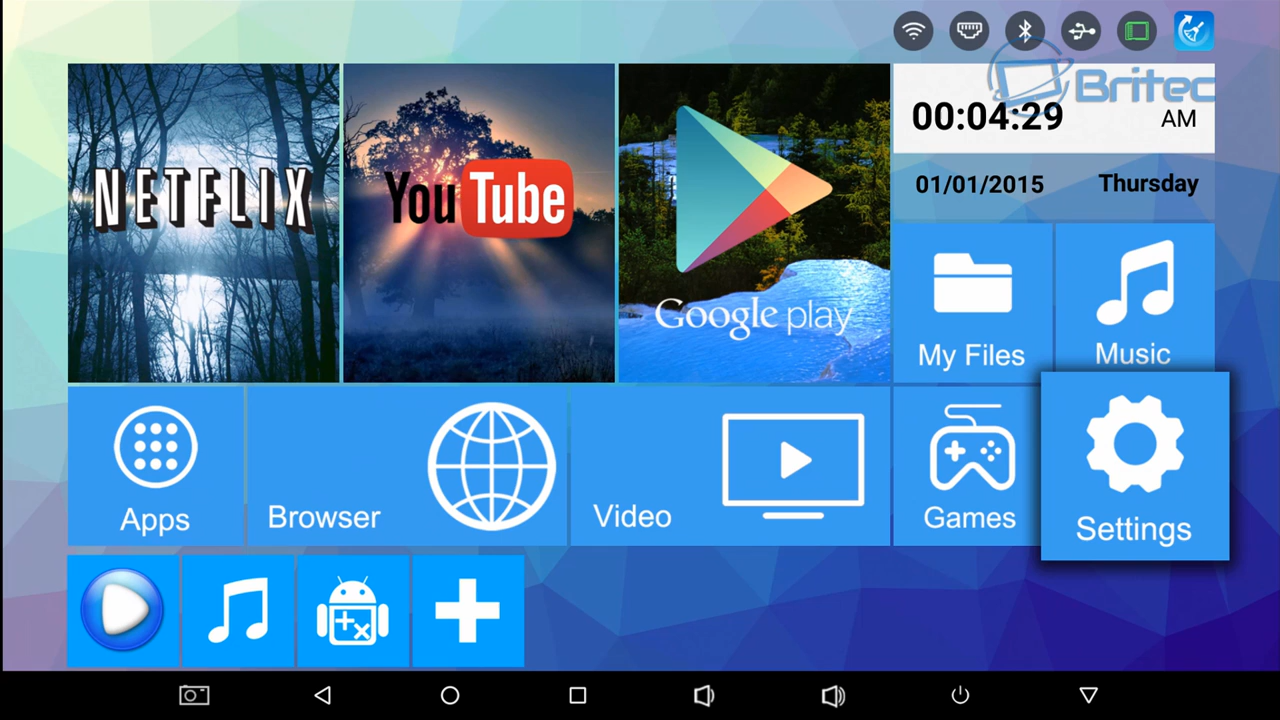 Britec
00:04:29 AM
01/01/2015 Thursday
NETFLIX
YouTube
Google play
My Files
Music
Apps
Browser
Video
Games
Settings